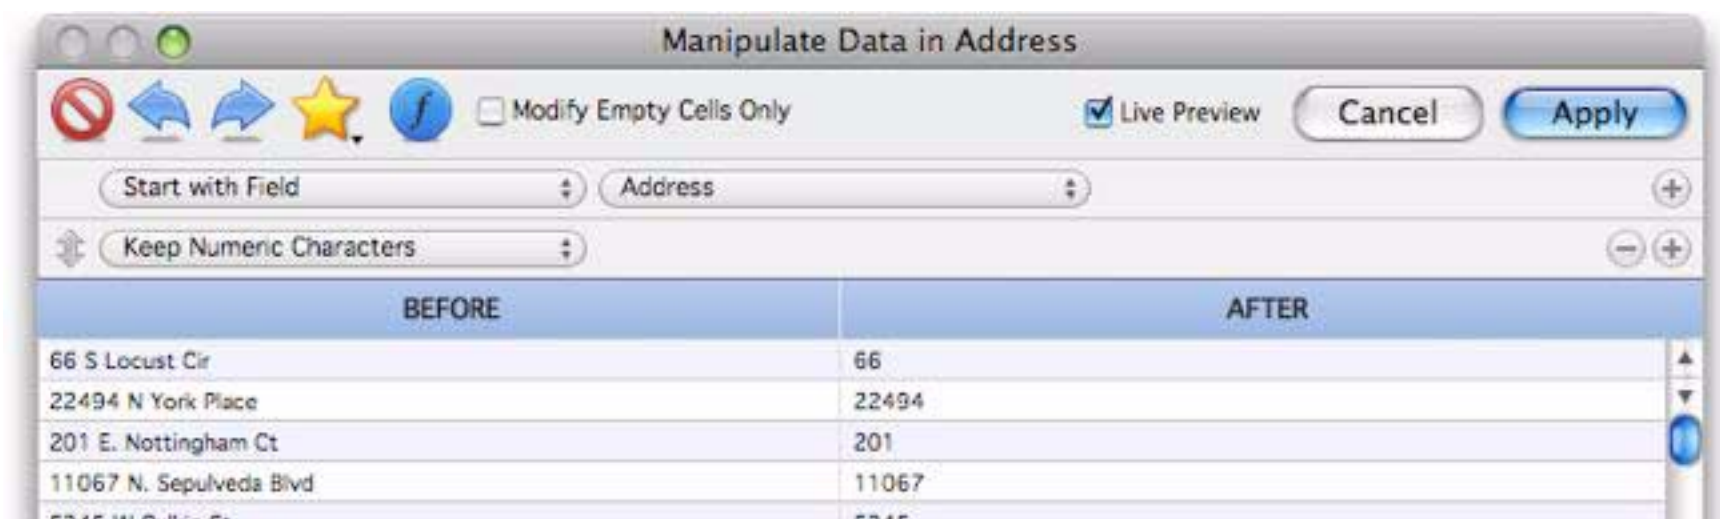 Manipulate Data in Address
f Modify Empty Cells Only Live Preview Cancel Apply
Start with Field Address
Keep Numeric Characters
BEFORE AFTER
66 S Locust Cir 66
22494 N York Place 22494
201 E. Nottingham Ct 201
11067 N. Sepulveda Blvd 11067